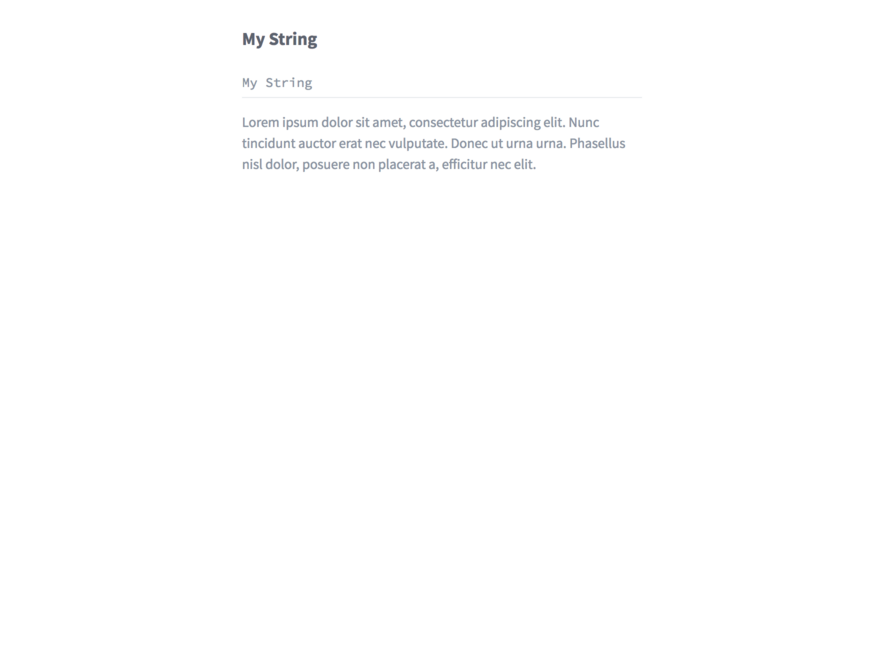 My String
My String
Lorem ipsum dolor sit amet, consectetur adipiscing elit. Nunc
tincidunt auctor erat nec vulputate. Donec ut urna urna. Phasellus
nisl dolor, posuere non placerat a, efficitur nec elit.